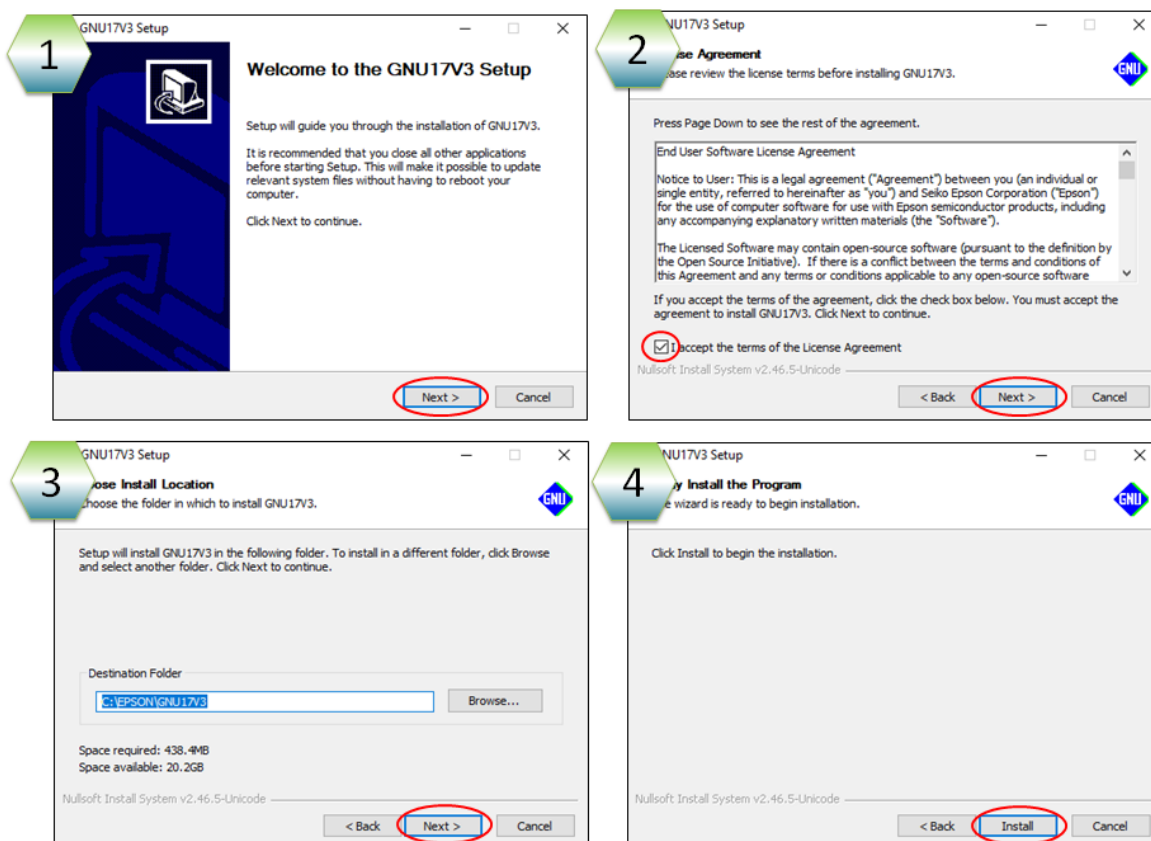 1
GNU17V3 Setup
Welcome to the GNU17V3 Setup
Setup will guide you through the installation of GNU17V3.
It is recommended that you close all other applications
before starting Setup. This will make it possible to update
relevant system files without having to reboot your
computer.
Click Next to continue.
Next >
Cancel
2
NU17V3 Setup
se Agreement
ase review the license terms before installing GNU17V3.
GNU
Press Page Down to see the rest of the agreement.
End User Software License Agreement
Notice to User: This is a legal agreement ("Agreement") between you (an individual or
single entity, referred to hereinafter as "you") and Seiko Epson Corporation ("Epson")
for the use of computer software for use with Epson semiconductor products, including
any accompanying explanatory written materials (the "Software").
The Licensed Software may contain open-source software (pursuant to the definition by
the Open Source Initiative). If there is a conflict between the terms and conditions of
this Agreement and any terms or conditions applicable to any open-source software
If you accept the terms of the agreement, click the check box below. You must accept the
agreement to install GNU17V3. Click Next to continue.
I accept the terms of the License Agreement
Nullsoft Install System v2.46.5-Unicode
< Back
Next >
Cancel
3
GNU17V3 Setup
oose Install Location
hoose the folder in which to install GNU17V3.
GNU
Setup will install GNU17V3 in the following folder. To install in a different folder, click Browse
and select another folder. Click Next to continue.
Destination Folder
C:\EPSON\GNU17V3
Browse...
Space required: 438.4MB
Space available: 20.2GB
Nullsoft Install System v2.46.5-Unicode
< Back
Next >
Cancel
4
NU17V3 Setup
y Install the Program
e wizard is ready to begin installation.
GNU
Click Install to begin the installation.
Nullsoft Install System v2.46.5-Unicode
< Back
Install
Cancel